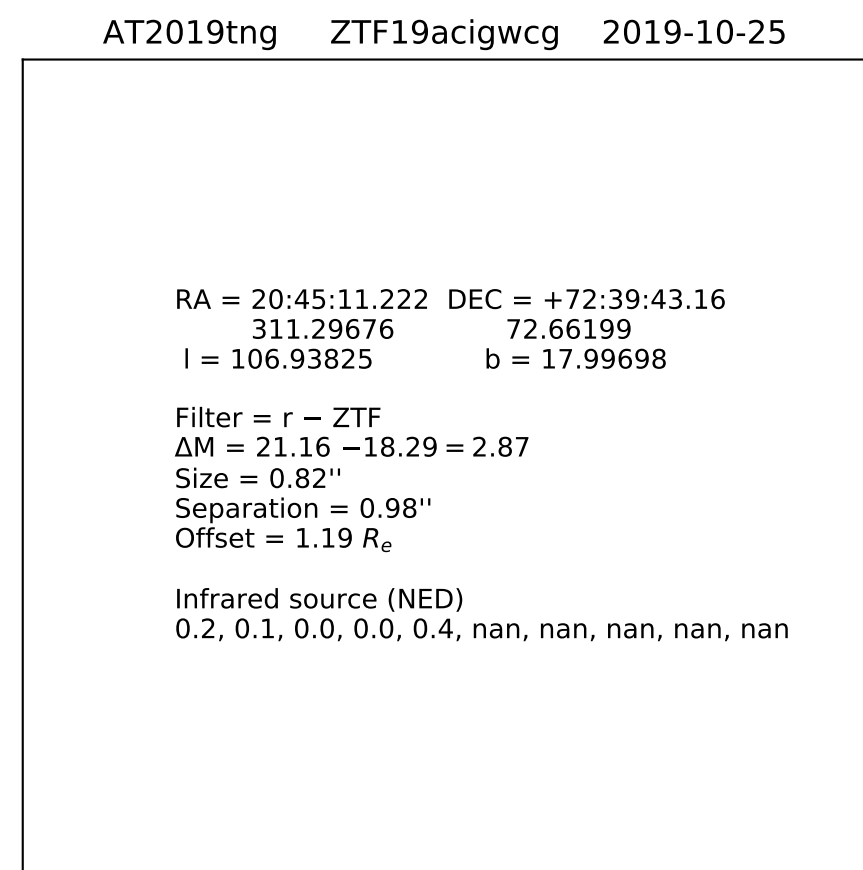 AT2019tng ZTF19acigwcg 2019-10-25
RA = 20:45:11.222 DEC = +72:39:43.16
311.29676 72.66199
l = 106.93825 b = 17.99698
Filter = r − ZTF
ΔM = 21.16 −18.29 = 2.87
Size = 0.82''
Separation = 0.98''
Offset = 1.19 Re
Infrared source (NED)
0.2, 0.1, 0.0, 0.0, 0.4, nan, nan, nan, nan, nan